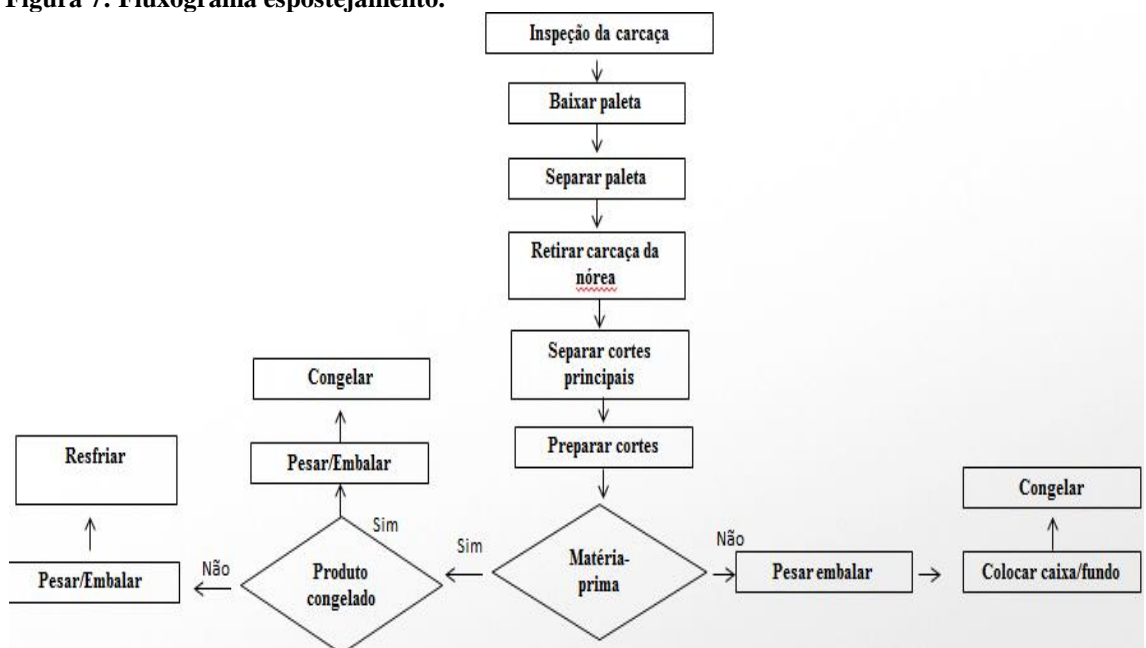 Figura 7: Fluxograma espostejamento.
Inspeção da carcaça
Baixar paleta
Separar paleta
Retirar carcaça da
nórea
Separar cortes
principais
Preparar cortes
Matéria-
prima
Sim
Não
Produto
congelado
Sim
Não
Pesar/Embalar
Congelar
Pesar/Embalar
Resfriar
Pesar embalar
Colocar caixa/fundo
Congelar